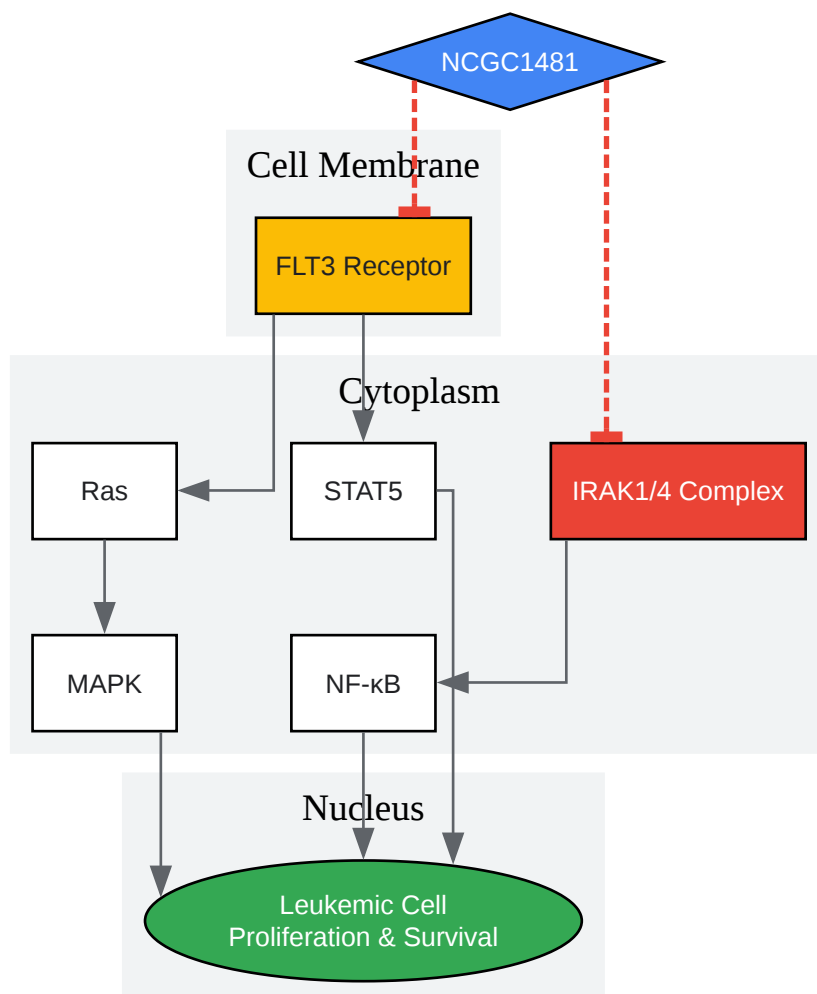 NCGC1481
Cell Membrane
FLT3 Receptor
Cytoplasm
Ras
STAT5
IRAK1/4 Complex
MAPK
NF-κB
Nucleus
Leukemic Cell
Proliferation & Survival